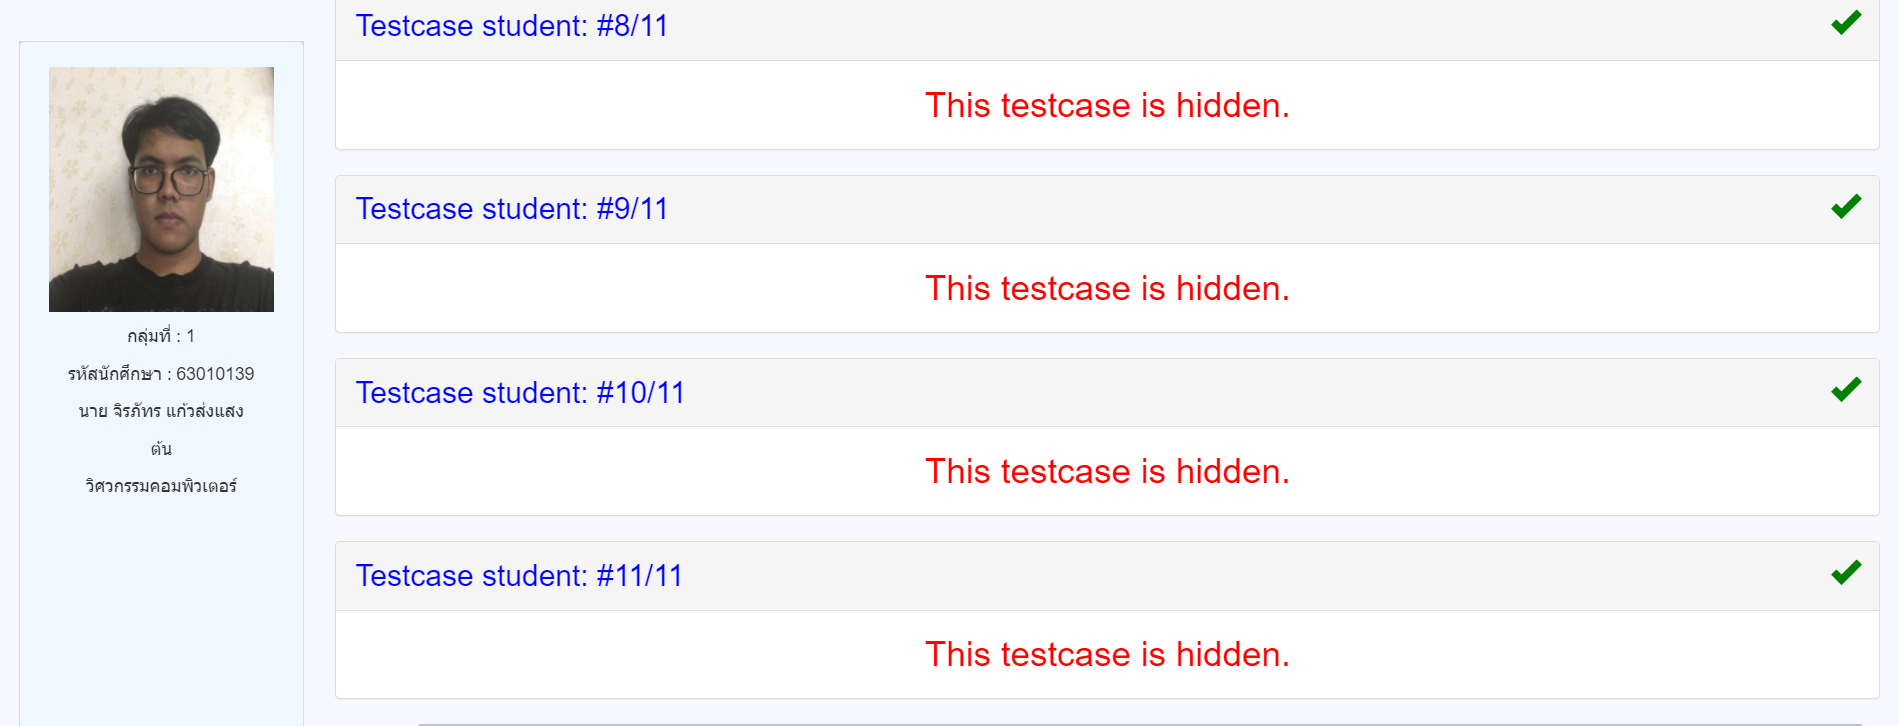 Testcase student: #8/11
This testcase is hidden.
Testcase student: #9/11
This testcase is hidden.
Testcase student: #10/11
This testcase is hidden.
Testcase student: #11/11
This testcase is hidden.
กลุ่มที่ : 1
รหัสนักศึกษา : 63010139
นาย จิรภัทร แก้วส่งแสง
ต้น
วิศวกรรมคอมพิวเตอร์